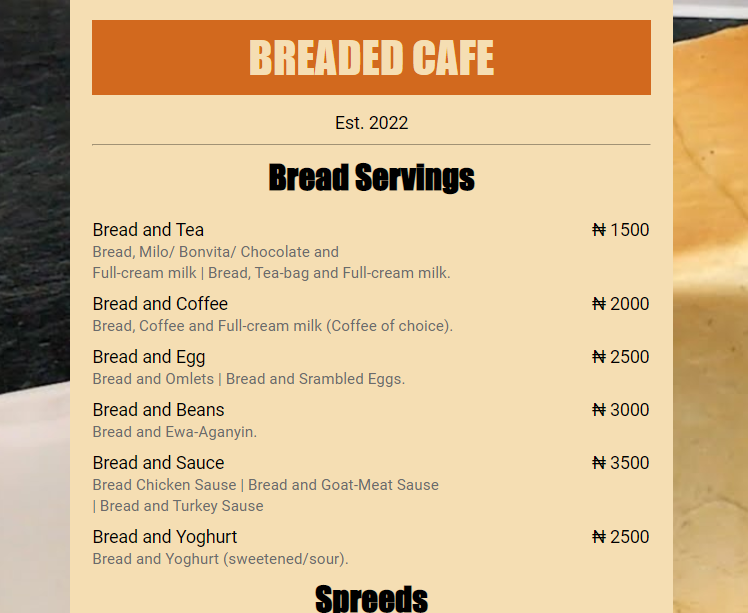 BREADED CAFE
Est. 2022
Bread Servings
Bread and Tea ₦ 1500
Bread, Milo/ Bonvita/ Chocolate and
Full-cream milk | Bread, Tea-bag and Full-cream milk.
Bread and Coffee ₦ 2000
Bread, Coffee and Full-cream milk (Coffee of choice).
Bread and Egg ₦ 2500
Bread and Omlets | Bread and Srambled Eggs.
Bread and Beans ₦ 3000
Bread and Ewa-Aganyin.
Bread and Sauce ₦ 3500
Bread Chicken Sause | Bread and Goat-Meat Sause
| Bread and Turkey Sause
Bread and Yoghurt ₦ 2500
Bread and Yoghurt (sweetened/sour).
Spreeds